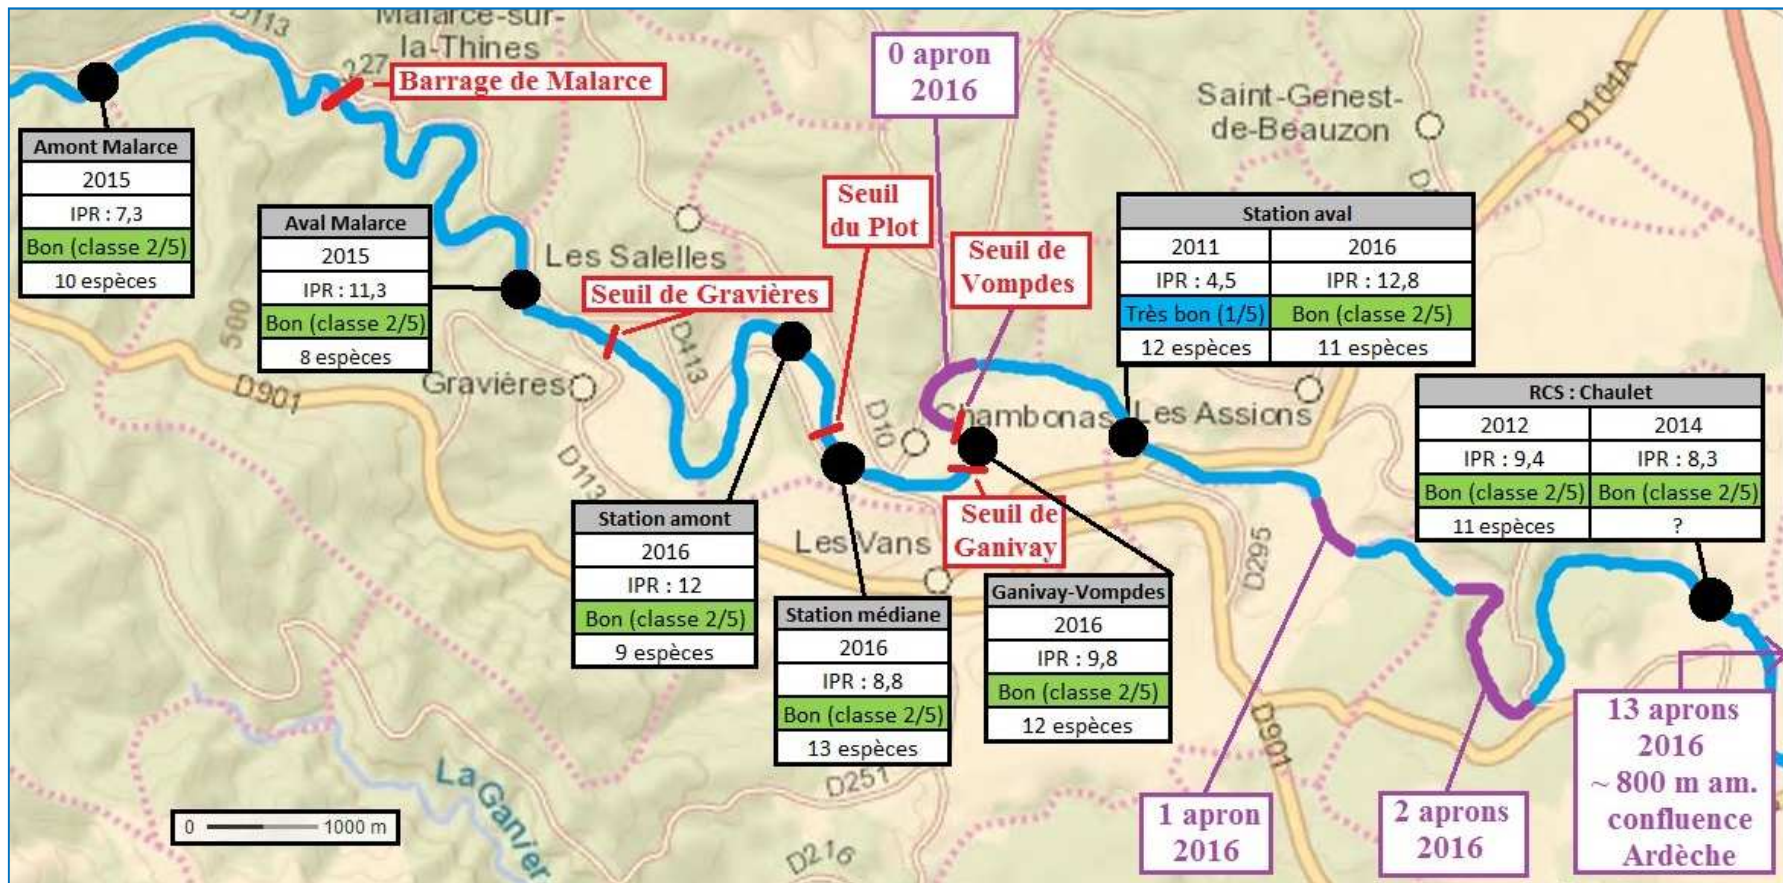 D113
Malarce-sur-
la-Thines
227
Barrage de Malarce
0 apron
2016
Saint-Genest-
de-Beauzon
D104A
Amont Malarce
2015
IPR : 7,3
Bon (classe 2/5)
10 espèces
Aval Malarce
2015
IPR : 11,3
Bon (classe 2/5)
8 espèces
Les Salelles
Seuil de Gravières
Seuil
du Plot
Seuil de
Vompdes
Station aval
2011 2016
IPR : 4,5 IPR : 12,8
Très bon (1/5) Bon (classe 2/5)
12 espèces 11 espèces
500
D901
Gravières
D413
D10
Chambonas
Les Assions
RCS : Chaulet
2012 2014
IPR : 9,4 IPR : 8,3
Bon (classe 2/5) Bon (classe 2/5)
11 espèces ?
D113
Station amont
2016
IPR : 12
Bon (classe 2/5)
9 espèces
Les Vans
Seuil de
Ganivay
D295
Station médiane
2016
IPR : 8,8
Bon (classe 2/5)
13 espèces
Ganivay-Vompdes
2016
IPR : 9,8
Bon (classe 2/5)
12 espèces
D901
La Ganier
D251
D216
0 1000 m
1 apron
2016
2 aprons
2016
13 aprons
2016
~ 800 m am.
confluence
Ardèche